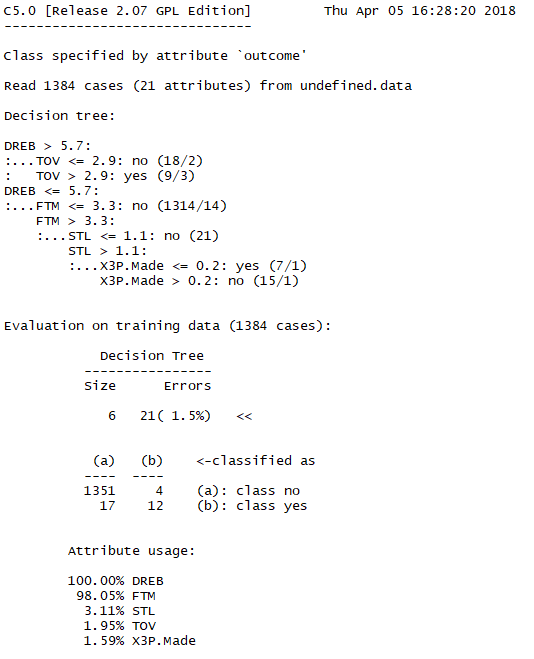 C5.0 [Release 2.07 GPL Edition]         Thu Apr 05 16:28:20 2018
-------------------------------
Class specified by attribute `outcome'
Read 1384 cases (21 attributes) from undefined.data
Decision tree:
DREB > 5.7:
:...TOV <= 2.9: no (18/2)
:   TOV > 2.9: yes (9/3)
DREB <= 5.7:
:...FTM <= 3.3: no (1314/14)
    FTM > 3.3:
    :...STL <= 1.1: no (21)
        STL > 1.1:
        :...X3P.Made <= 0.2: yes (7/1)
            X3P.Made > 0.2: no (15/1)
Evaluation on training data (1384 cases):
            Decision Tree
          ----------------
          Size      Errors
             6   21( 1.5%)   <<
           (a)   (b)    <-classified as
          ----  ----
          1351     4    (a): class no
            17    12    (b): class yes
        Attribute usage:
        100.00% DREB
         98.05% FTM
          3.11% STL
          1.95% TOV
          1.59% X3P.Made